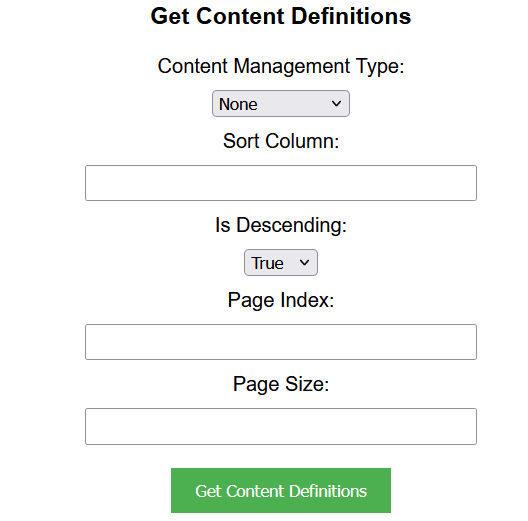 Get Content Definitions
Content Management Type:
None
Sort Column:
Is Descending:
True
Page Index:
Page Size:
Get Content Definitions